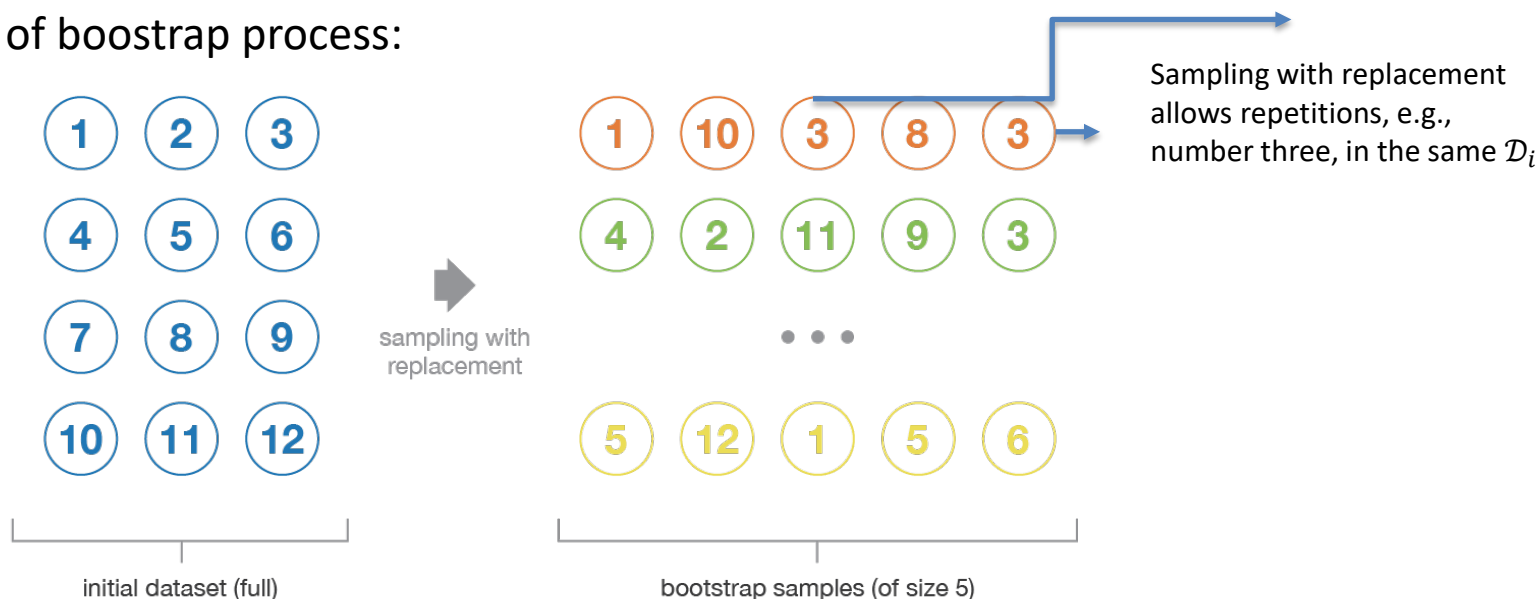 of boostrap process:
Sampling with replacement
allows repetitions, e.g.,
number three, in the same 𝒟𝑖
1 2 3
4 5 6
7 8 9
10 11 12
sampling with
replacement
1 10 3 8 3
4 2 11 9 3
5 12 1 5 6
initial dataset (full)
bootstrap samples (of size 5)